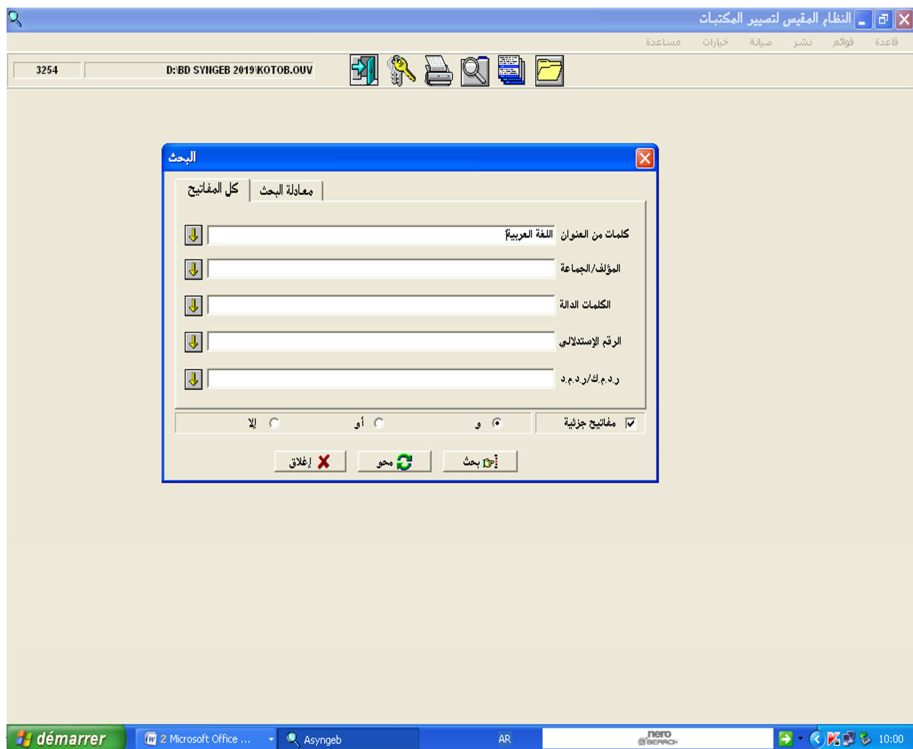 النظام المقيس لتسيير المكتبات
قاعدة قوائم نشر صيانة خيارات مساعدة
3254 D:\BD SYNGEB 2019\KOTOB.OUV
البحث
كل المفاتيح معادلة البحث
كلمات من العنوان اللغة العربية
المؤلف/الجماعة
الكلمات الدالة
الرقم الإستدلالي
ر.د.م.ك/ر.د.م.د
مفاتيح جزئية و أو إلا
بحث محو إغلاق
démarrer 2 Microsoft Office ... Asyngeb AR nero SEARCH 10:00